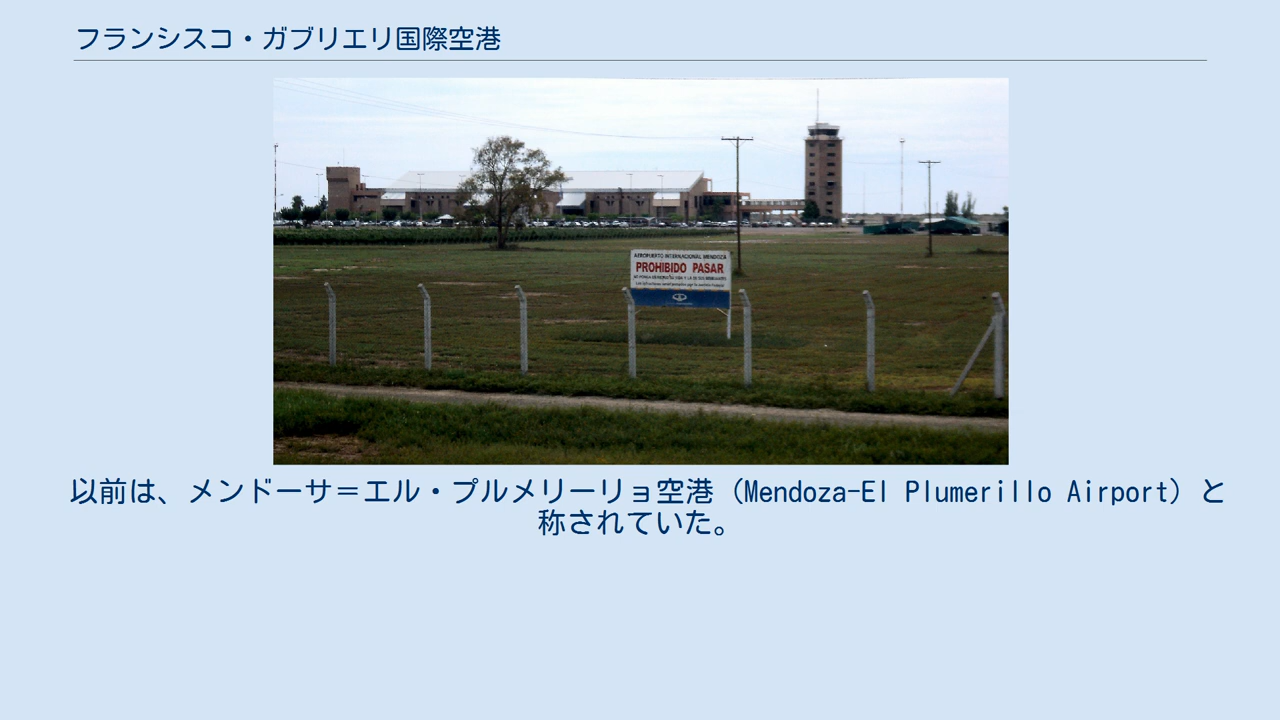 フランシスコ・ガブリエリ国際空港
AEROPUERTO INTERNACIONAL MENDOZA
PROHIBIDO PASAR
以前は、メンドーサ＝エル・プルメリーリョ空港（Mendoza-El Plumerillo Airport）と
称されていた。